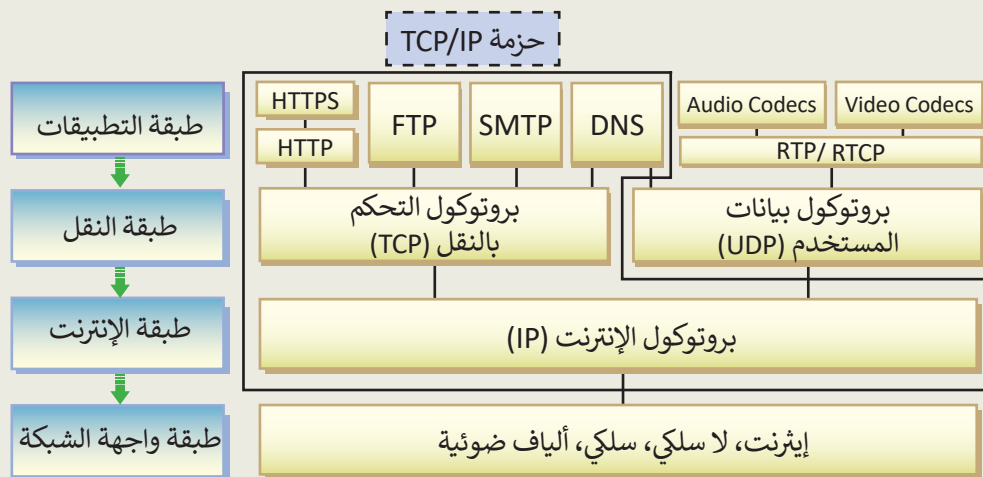 حزمة TCP/IP
طبقة التطبيقات
HTTPS
HTTP
FTP
SMTP
DNS
Audio Codecs
Video Codecs
RTP/ RTCP
طبقة النقل
بروتوكول التحكم
بالنقل (TCP)
بروتوكول بيانات
المستخدم (UDP)
طبقة الإنترنت
بروتوكول الإنترنت (IP)
طبقة واجهة الشبكة
إيثرنت، لا سلكي، سلكي، ألياف ضوئية